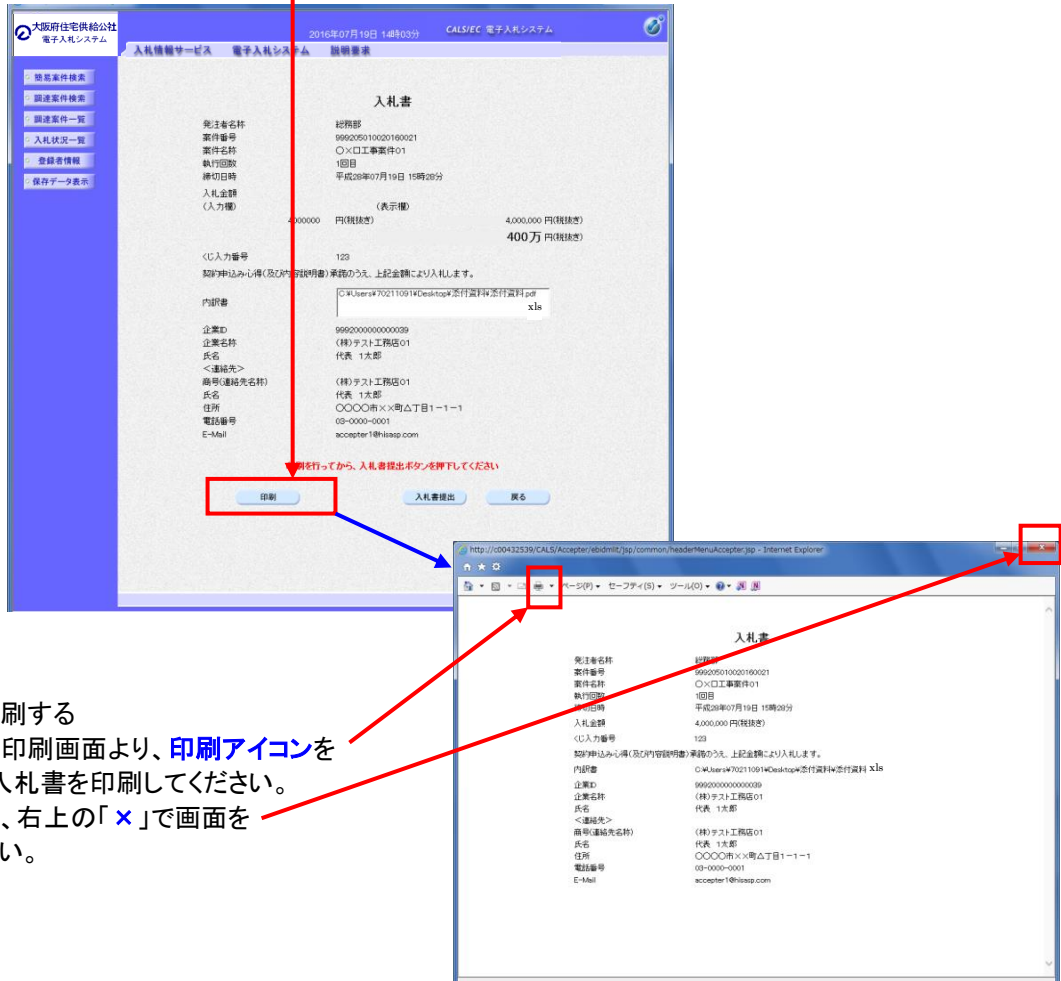 大阪府住宅供給公社
電子入札システム
2016年07月19日 14時03分
CALS/EC 電子入札システム
入札情報サービス 電子入札システム 説明要求
簡易案件検索
調達案件検索
調達案件一覧
入札状況一覧
登録者情報
保存データ表示
入札書
発注者名称 総務部
案件番号 999205010020160021
案件名称 〇×口工事案件01
執行回数 1回目
締切日時 平成28年07月19日 15時28分
入札金額
(入力欄) (表示欄)
4000000 円(税抜き) 4,000,000 円(税抜き)
400万 円(税抜き)
くじ入力番号 123
契約申込み心得(及び内容説明書)承諾のうえ、上記金額により入札します。
内訳書 C:¥Users¥70211091¥Desktop¥添付資料¥添付資料.pdf
xls
企業ID 9992000000000039
企業名称 (株)テスト工務店01
氏名 代表 1太郎
<連絡先>
商号(連絡先名称) (株)テスト工務店01
氏名 代表 1太郎
住所 〇〇〇〇市××町△丁目1-1-1
電話番号 03-0000-0001
E-Mail accepter1@hisasp.com
刷を行ってから、入札書提出ボタンを押下してください
印刷 入札書提出 戻る
http://c00432539/CALS/Accepter/ebidmlit/jsp/common/headerMenuAccepter.jsp - Internet Explorer
ページ(P) セーフティ(S) ツール(O)
入札書
発注者名称 総務部
案件番号 999205010020160021
案件名称 〇×口工事案件01
執行回数 1回目
締切日時 平成28年07月19日 15時28分
入札金額 4,000,000 円(税抜き)
くじ入力番号 123
契約申込み心得(及び内容説明書)承諾のうえ、上記金額により入札します。
内訳書 C:¥Users¥70211091¥Desktop¥添付資料¥添付資料 xls
企業ID 9992000000000039
企業名称 (株)テスト工務店01
氏名 代表 1太郎
<連絡先>
商号(連絡先名称) (株)テスト工務店01
氏名 代表 1太郎
住所 〇〇〇〇市××町△丁目1-1-1
電話番号 03-0000-0001
E-Mail accepter1@hisasp.com
刷する
印刷画面より、印刷アイコンを
入札書を印刷してください。
、右上の「×」で画面を
い。